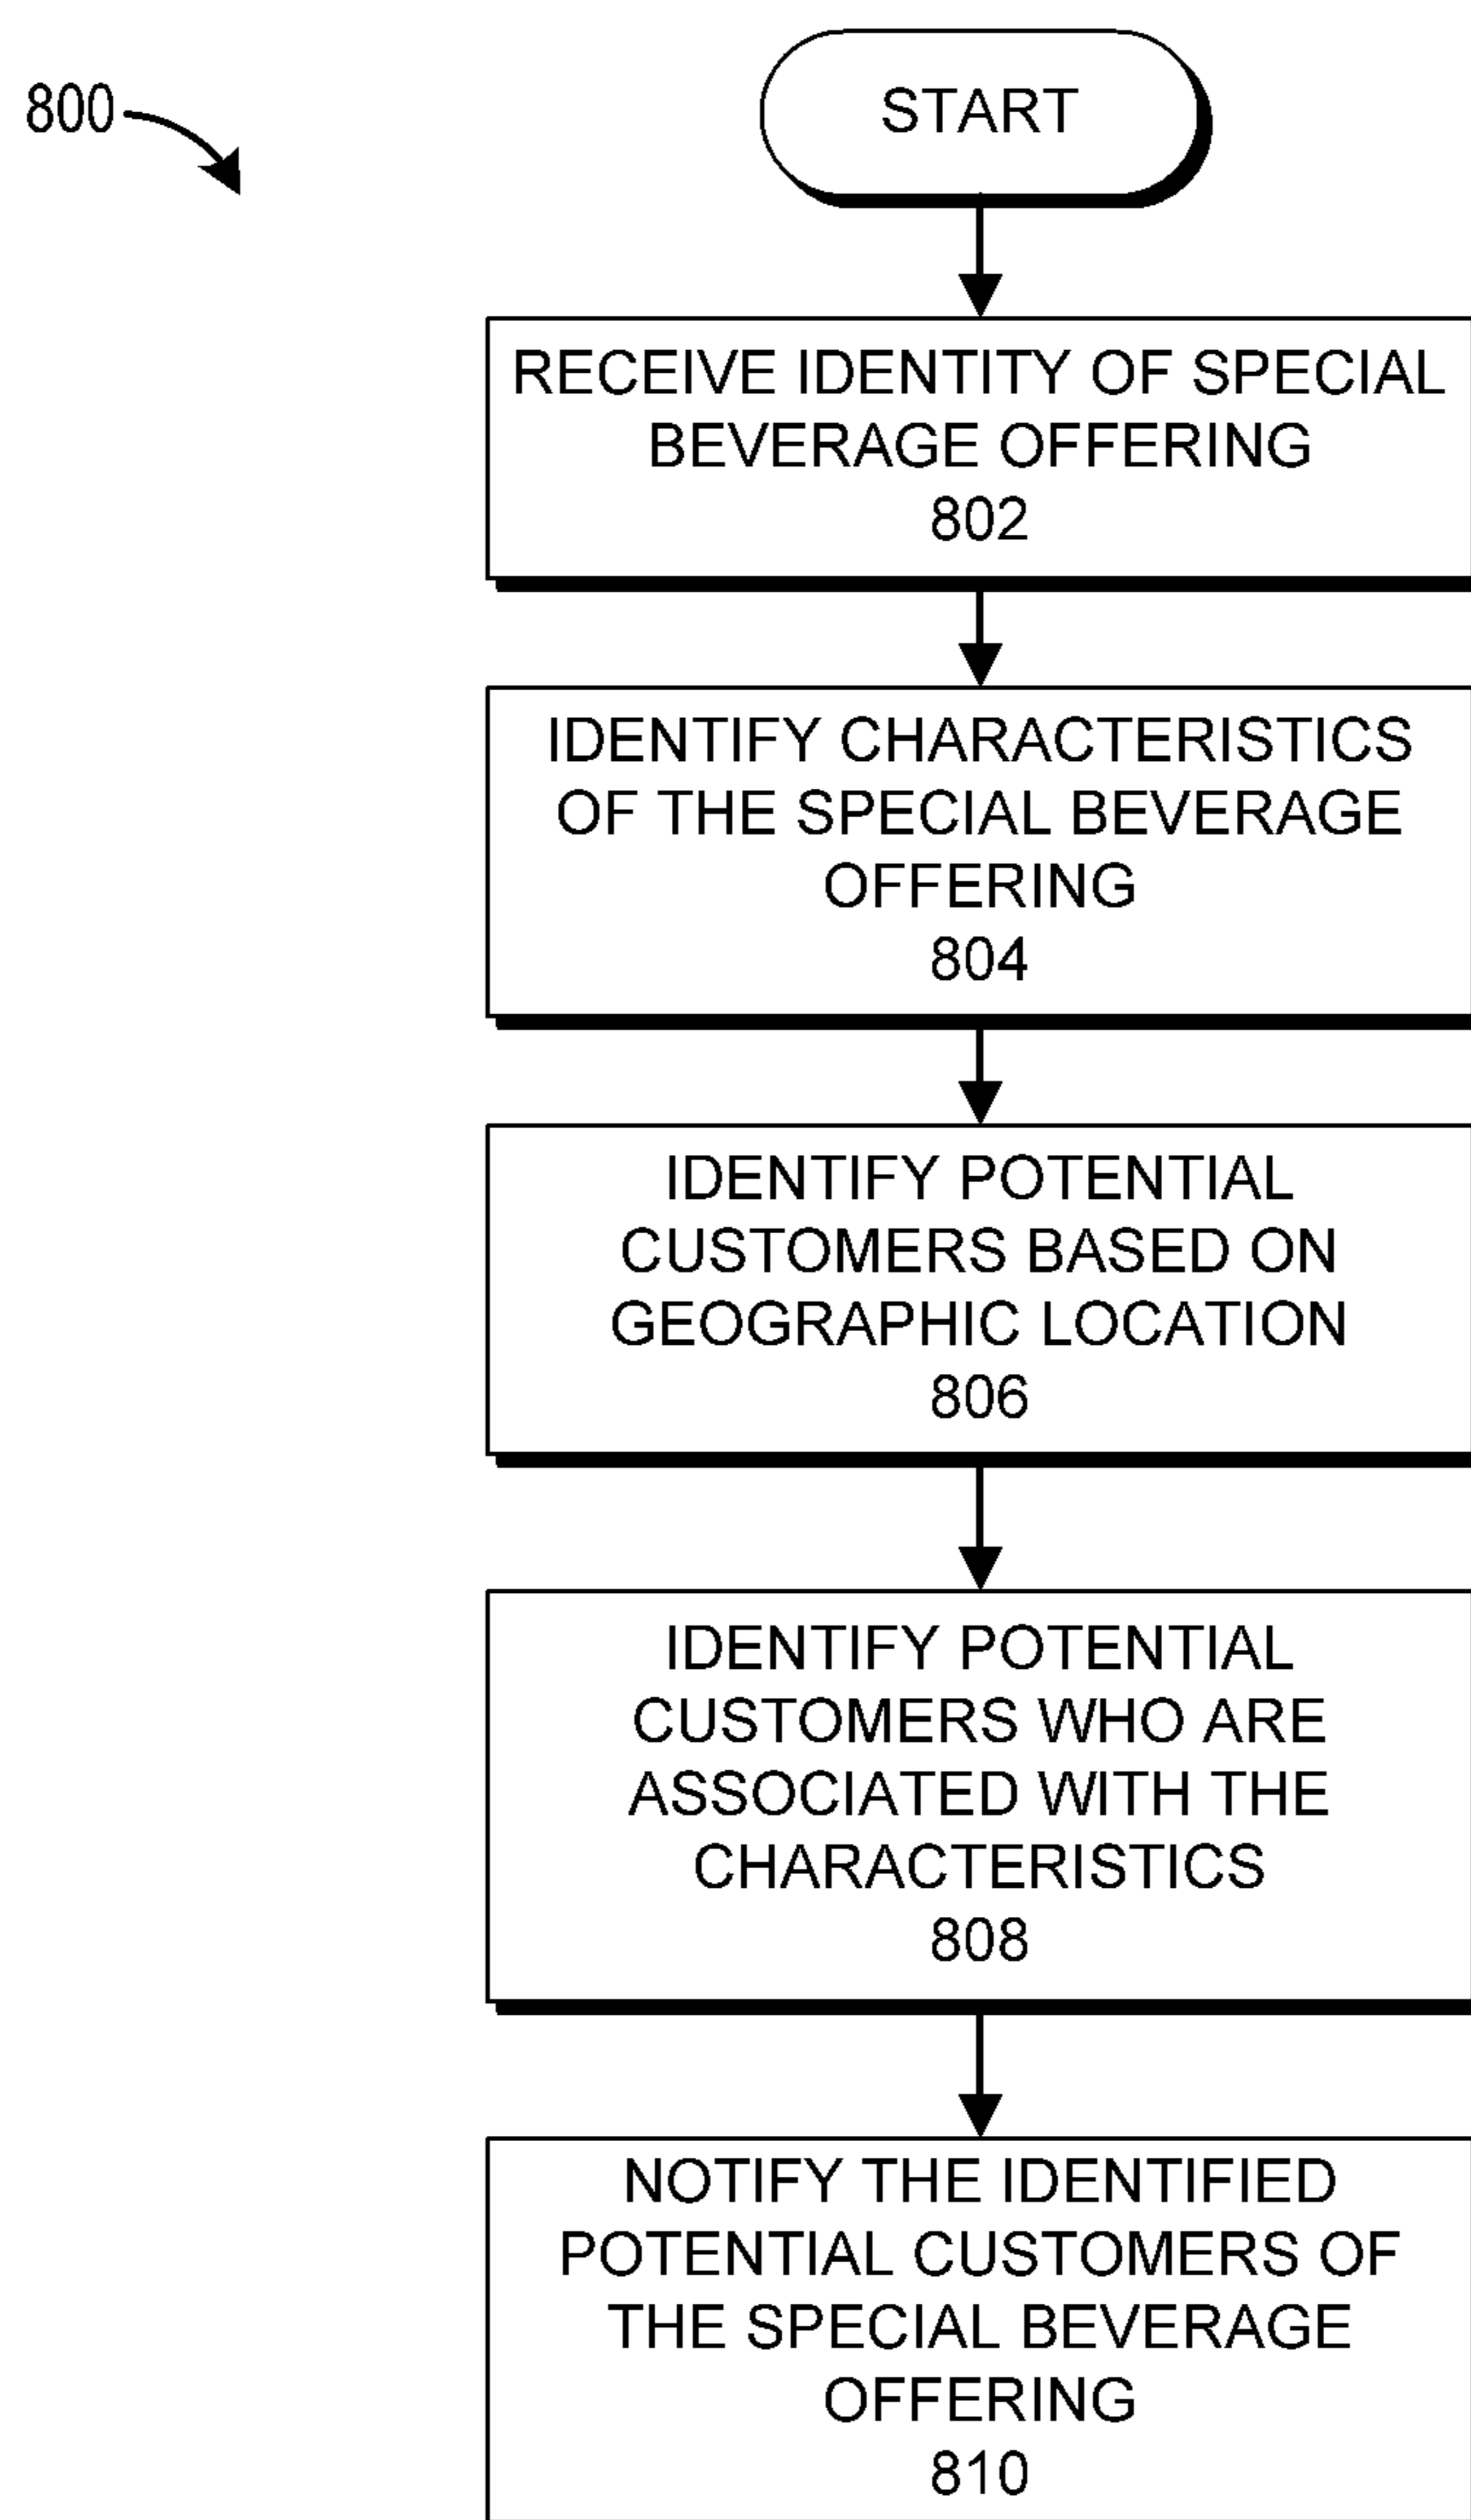 800
START
RECEIVE IDENTITY OF SPECIAL
BEVERAGE OFFERING
802
IDENTIFY CHARACTERISTICS
OF THE SPECIAL BEVERAGE
OFFERING
804
IDENTIFY POTENTIAL
CUSTOMERS BASED ON
GEOGRAPHIC LOCATION
806
IDENTIFY POTENTIAL
CUSTOMERS WHO ARE
ASSOCIATED WITH THE
CHARACTERISTICS
808
NOTIFY THE IDENTIFIED
POTENTIAL CUSTOMERS OF
THE SPECIAL BEVERAGE
OFFERING
810